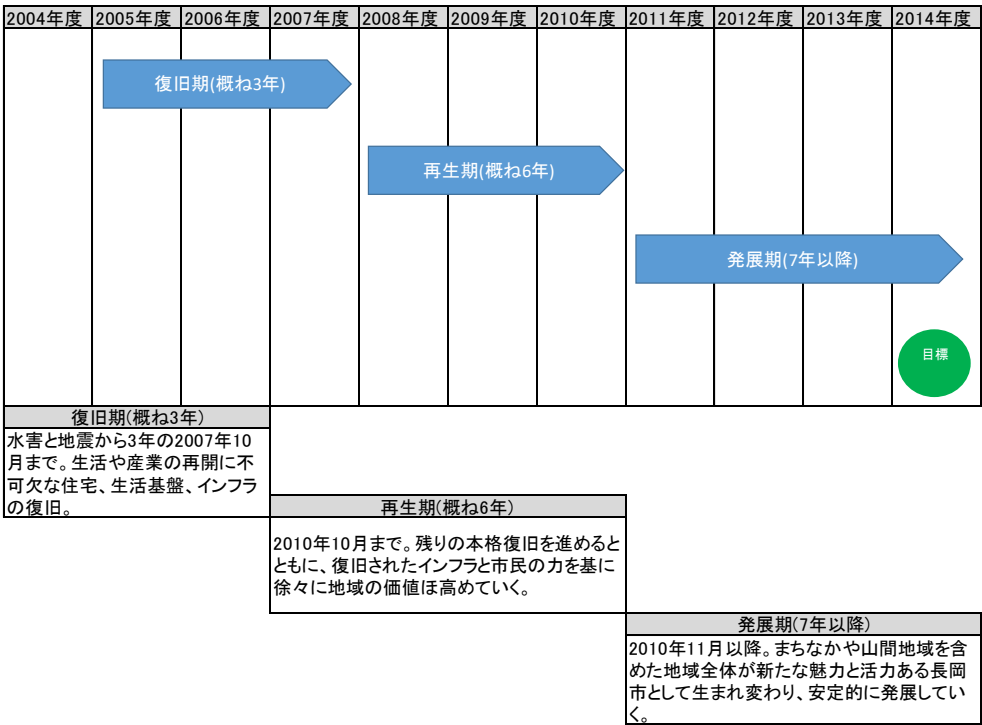 2004年度 2005年度 2006年度 2007年度 2008年度 2009年度 2010年度 2011年度 2012年度 2013年度 2014年度
復旧期(概ね3年)
再生期(概ね6年)
発展期(7年以降)
目標
復旧期(概ね3年)
水害と地震から3年の2007年10
月まで。生活や産業の再開に不
可欠な住宅、生活基盤、インフラ
の復旧。
再生期(概ね6年)
2010年10月まで。残りの本格復旧を進めると
ともに、復旧されたインフラと市民の力を基に
徐々に地域の価値ほ高めていく。
発展期(7年以降)
2010年11月以降。まちなかや山間地域を含
めた地域全体が新たな魅力と活力ある長岡
市として生まれ変わり、安定的に発展してい
く。